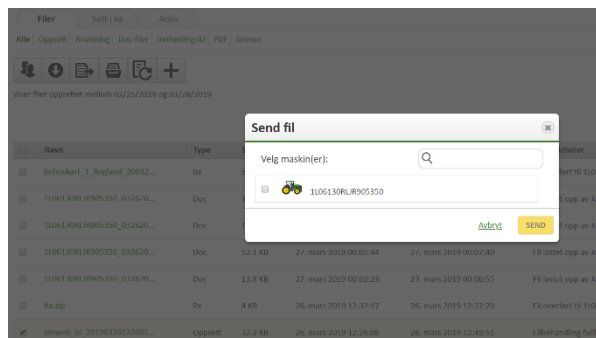 Filer Sett i kø Arkiv
Alle Oppsett Anvisning Doc-filer Innhøsting-ID PDF Grense
Viser filer opprettet mellom 02/25/2019 og 03/28/2019
Send fil
Velg maskin(er):
1L06130RLJR905350
Avbryt SEND
Navn Type
Rx
1L06130RLJR905350_032620... Doc
1L06130RLJR905350_032620... Doc
1L06130RLJR905350_032620... Doc 52.1 KB 27. mars 2019 00:02:44 27. mars 2019 00:07:40 Fil lastet opp av
1L06130RLJR905350_032620... Doc 13.8 KB 27. mars 2019 00:02:23 27. mars 2019 00:06:55 Fil lastet opp av
Rx.zip Rx 4 KB 26. mars 2019 12:37:17 26. mars 2019 12:37:29 Fil overført til
Oppsett 32.2 KB 26. mars 2019 12:26:06 26. mars 2019 12:49:51